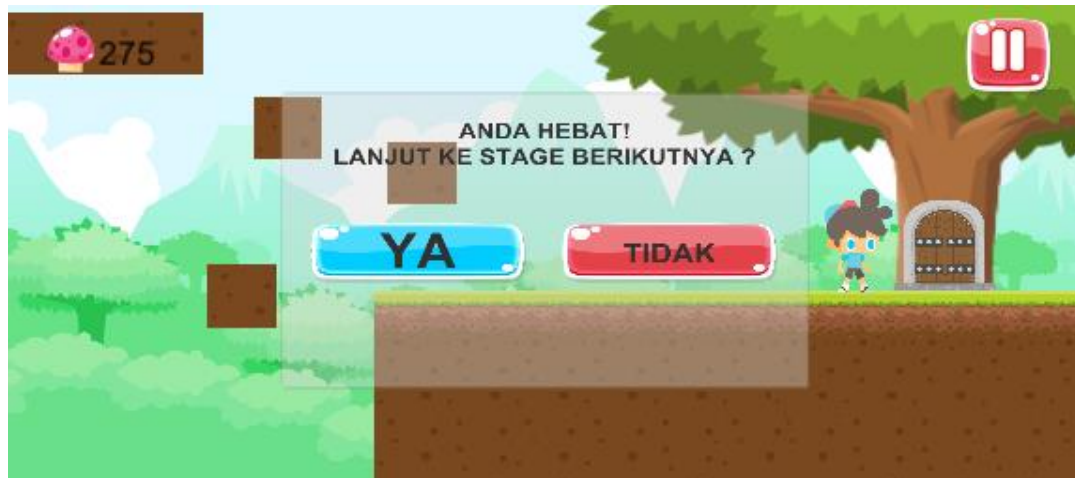 275
ANDA HEBAT!
LANJUT KE STAGE BERIKUTNYA ?
YA
TIDAK